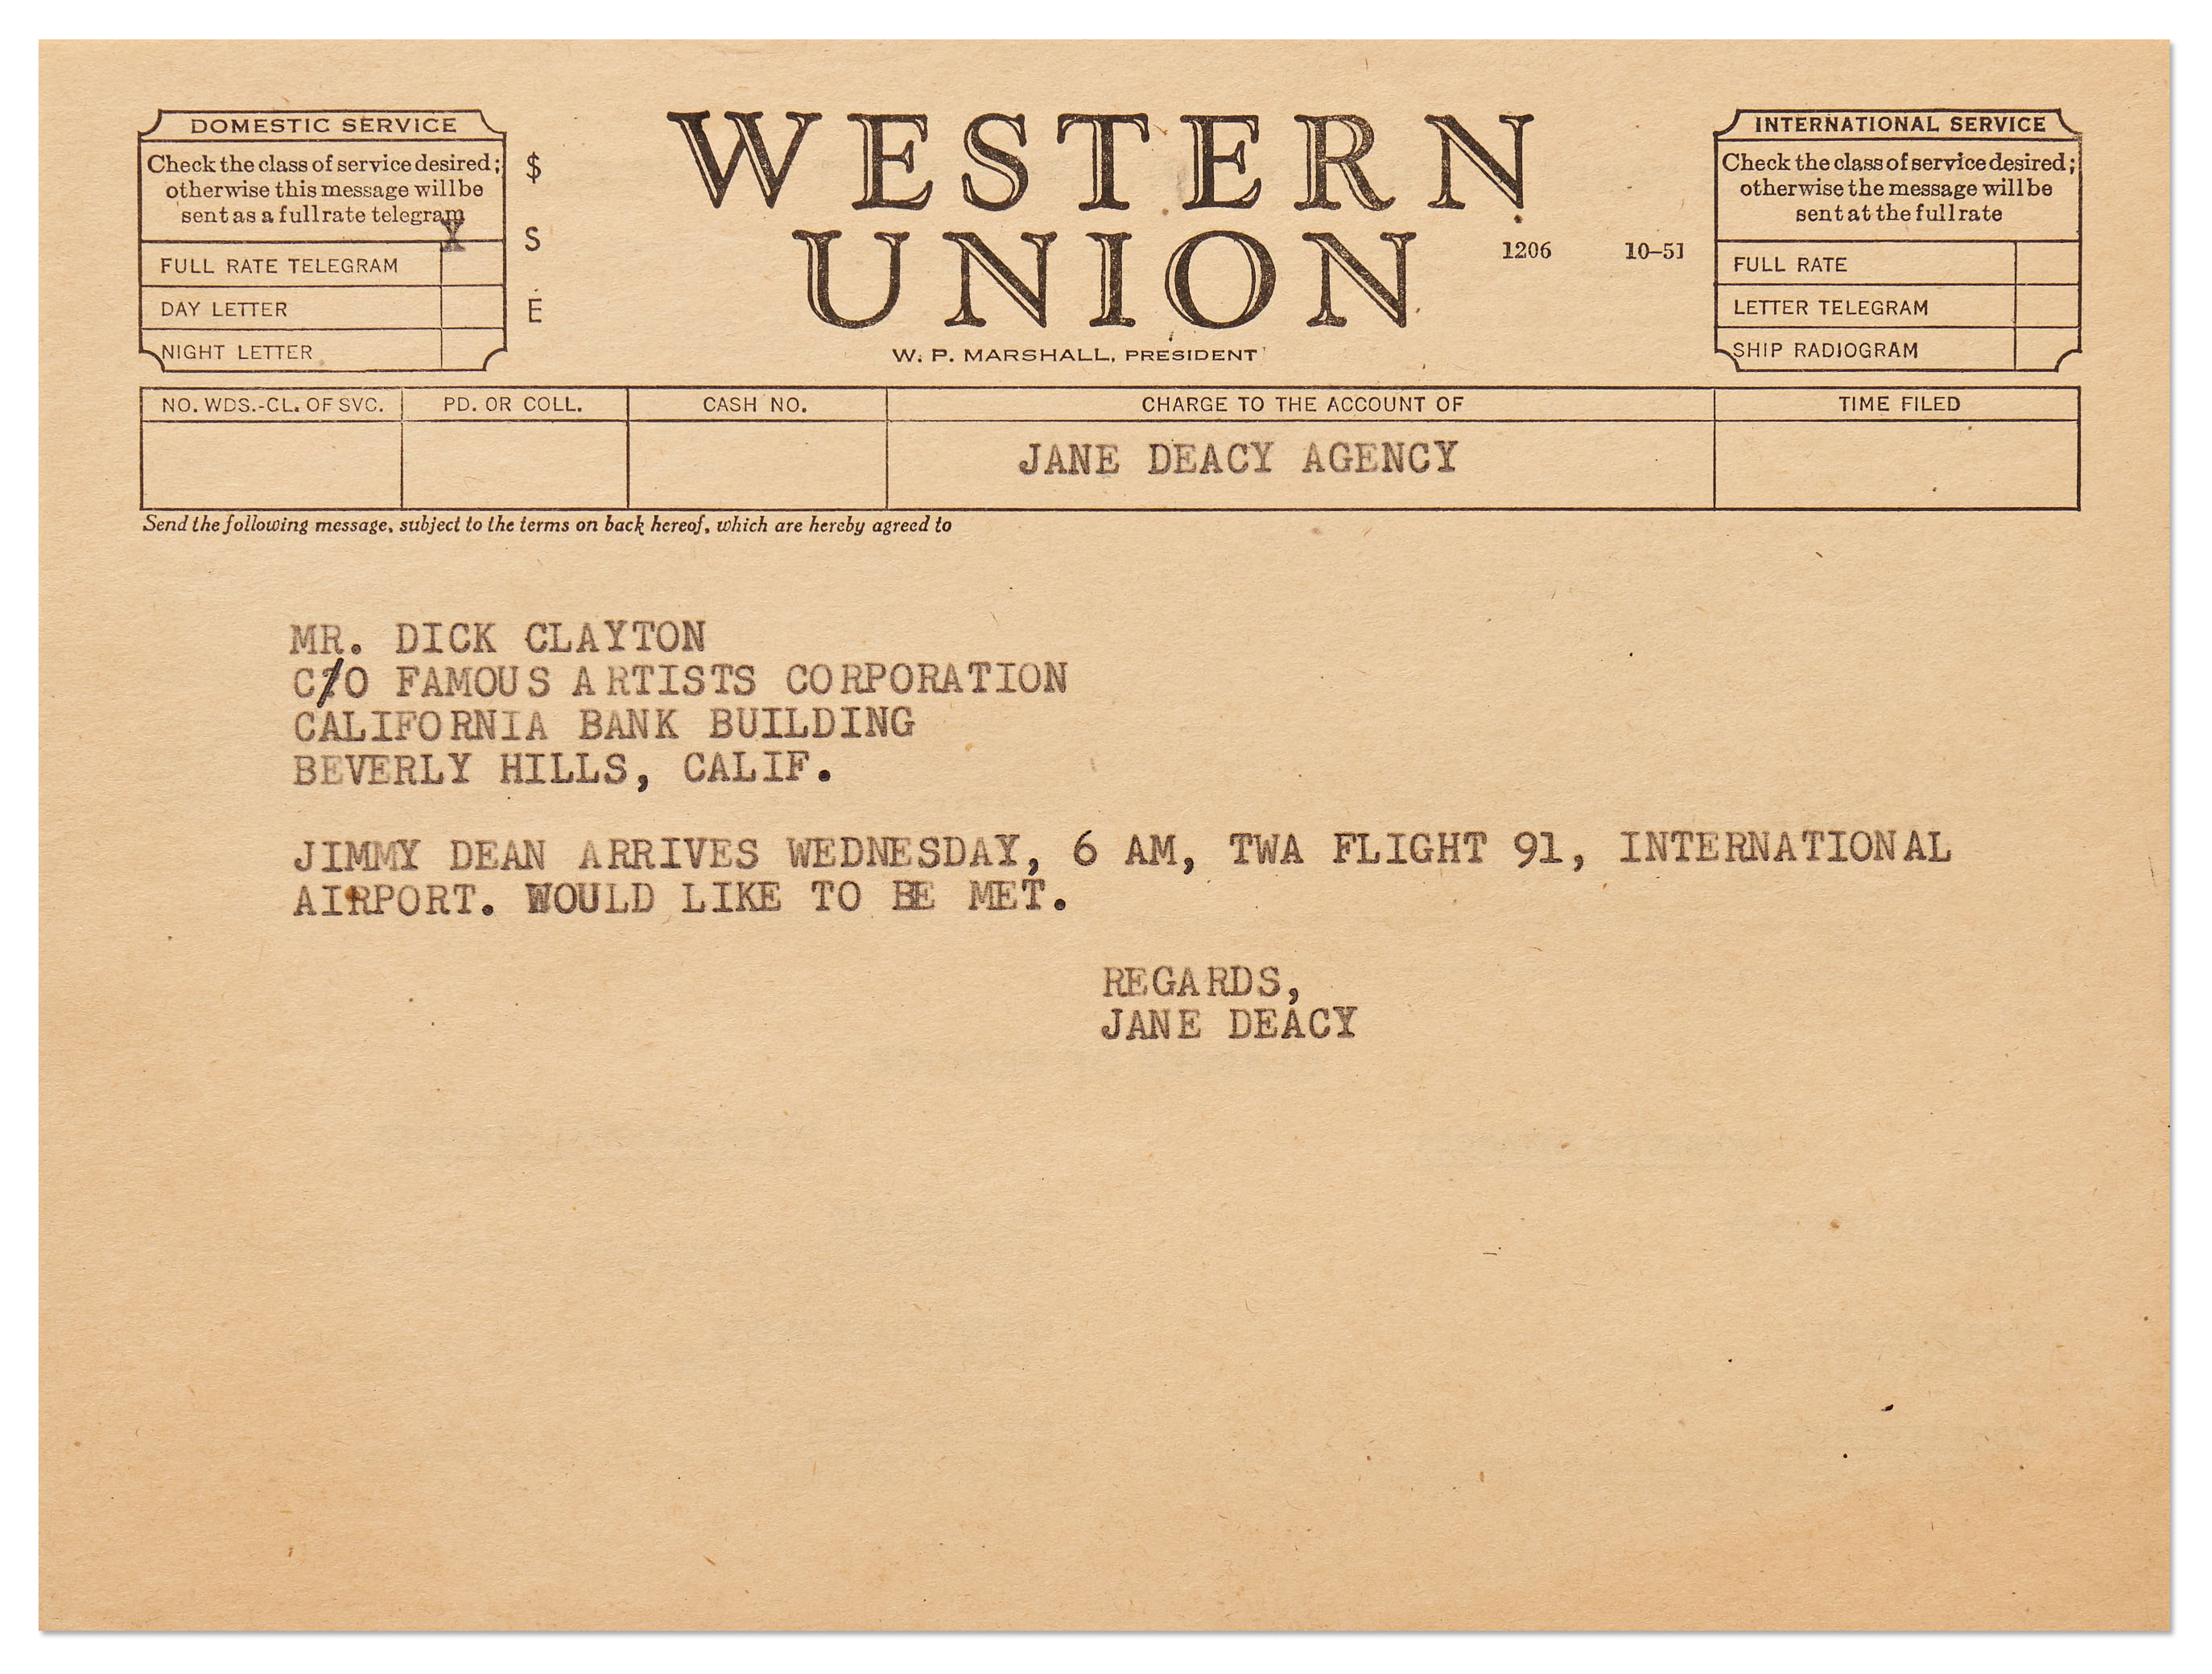 DOMESTIC SERVICE
Check the class of service desired;
otherwise this message will be
sent as a full rate telegram
X
FULL RATE TELEGRAM
DAY LETTER
NIGHT LETTER
$
S
E
WESTERN
UNION
W. P. MARSHALL, PRESIDENT
1206 10-51
INTERNATIONAL SERVICE
Check the class of service desired;
otherwise the message will be
sent at the full rate
FULL RATE
LETTER TELEGRAM
SHIP RADIOGRAM
NO. WDS.-CL. OF SVC. PD. OR COLL. CASH NO. CHARGE TO THE ACCOUNT OF TIME FILED
JANE DEACY AGENCY
Send the following message, subject to the terms on back hereof, which are hereby agreed to
MR. DICK CLAYTON
C/O FAMOUS ARTISTS CORPORATION
CALIFORNIA BANK BUILDING
BEVERLY HILLS, CALIF.
JIMMY DEAN ARRIVES WEDNESDAY, 6 AM, TWA FLIGHT 91, INTERNATIONAL
AIRPORT. WOULD LIKE TO BE MET.
REGARDS,
JANE DEACY